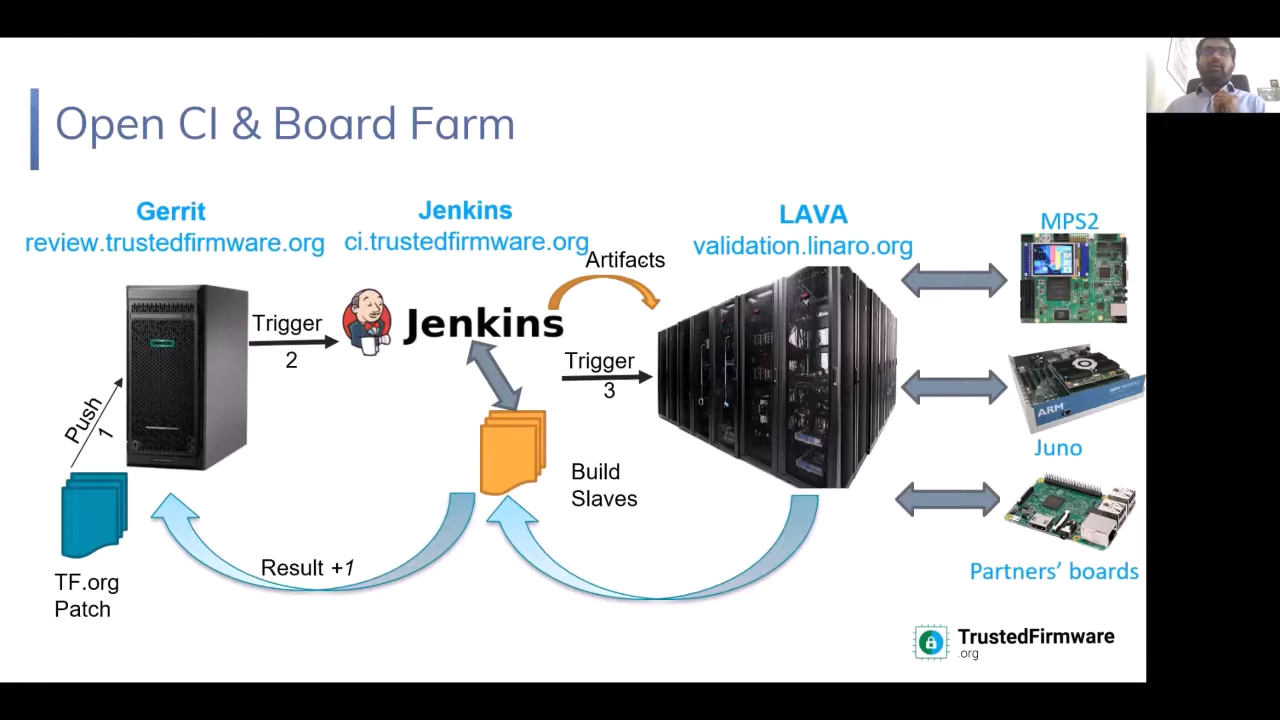 Open CI & Board Farm
Gerrit
review.trustedfirmware.org
Jenkins
ci.trustedfirmware.org
LAVA
validation.linaro.org
MPS2
Artifacts
Trigger
2
Jenkins
Trigger
3
Push
1
ARM
Juno
Build
Slaves
Result +1
TF.org
Patch
Partners' boards
TrustedFirmware
.org